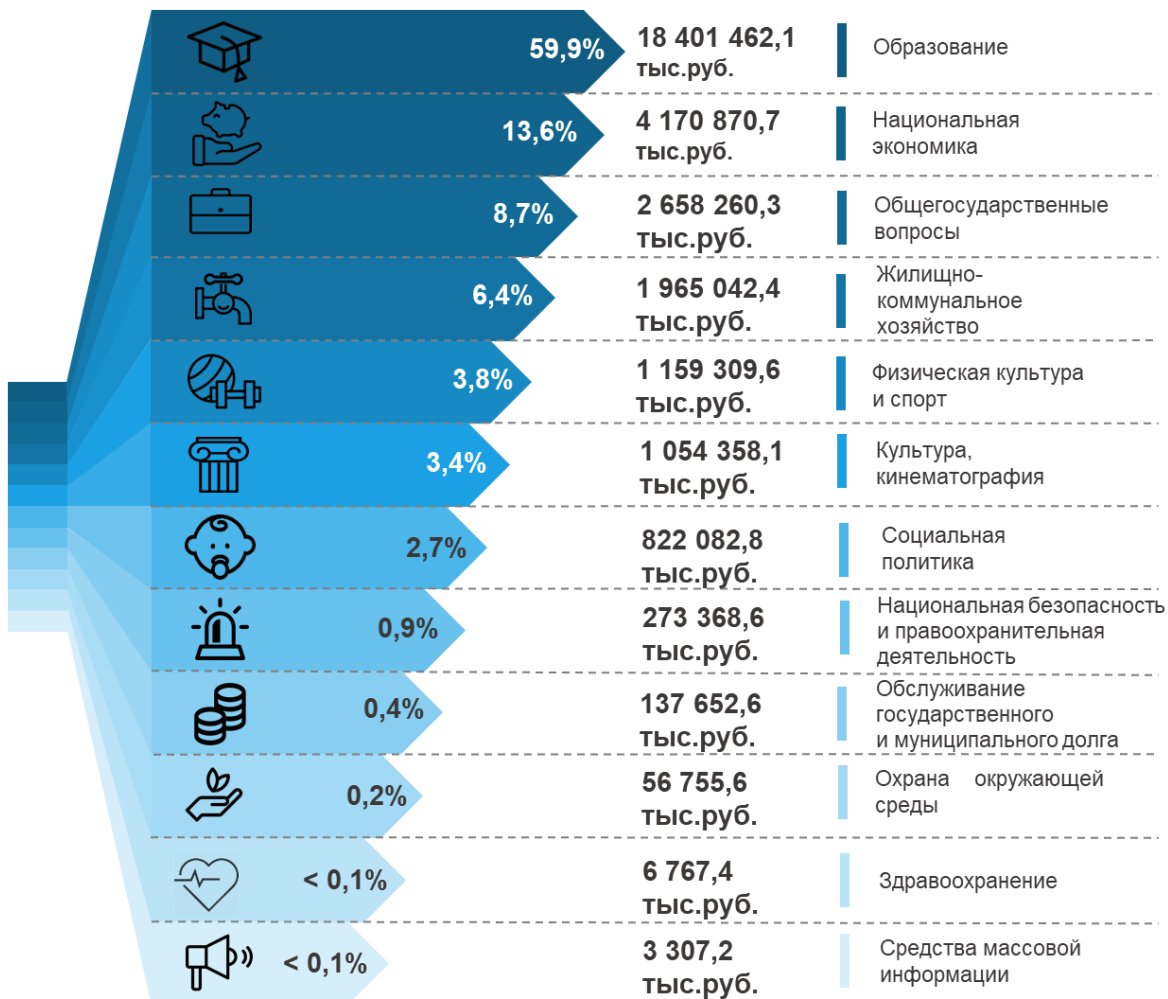 59,9%
18 401 462,1
тыс.руб.
Образование
13,6%
4 170 870,7
тыс.руб.
Национальная
экономика
8,7%
2 658 260,3
тыс.руб.
Общегосударственные
вопросы
6,4%
1 965 042,4
тыс.руб.
Жилищно-
коммунальное
хозяйство
3,8%
1 159 309,6
тыс.руб.
Физическая культура
и спорт
3,4%
1 054 358,1
тыс.руб.
Культура,
кинематография
2,7%
822 082,8
тыс.руб.
Социальная
политика
0,9%
273 368,6
тыс.руб.
Национальная безопасность
и правоохранительная
деятельность
0,4%
137 652,6
тыс.руб.
Обслуживание
государственного
и муниципального долга
0,2%
56 755,6
тыс.руб.
Охрана окружающей
среды
< 0,1%
6 767,4
тыс.руб.
Здравоохранение
< 0,1%
3 307,2
тыс.руб.
Средства массовой
информации